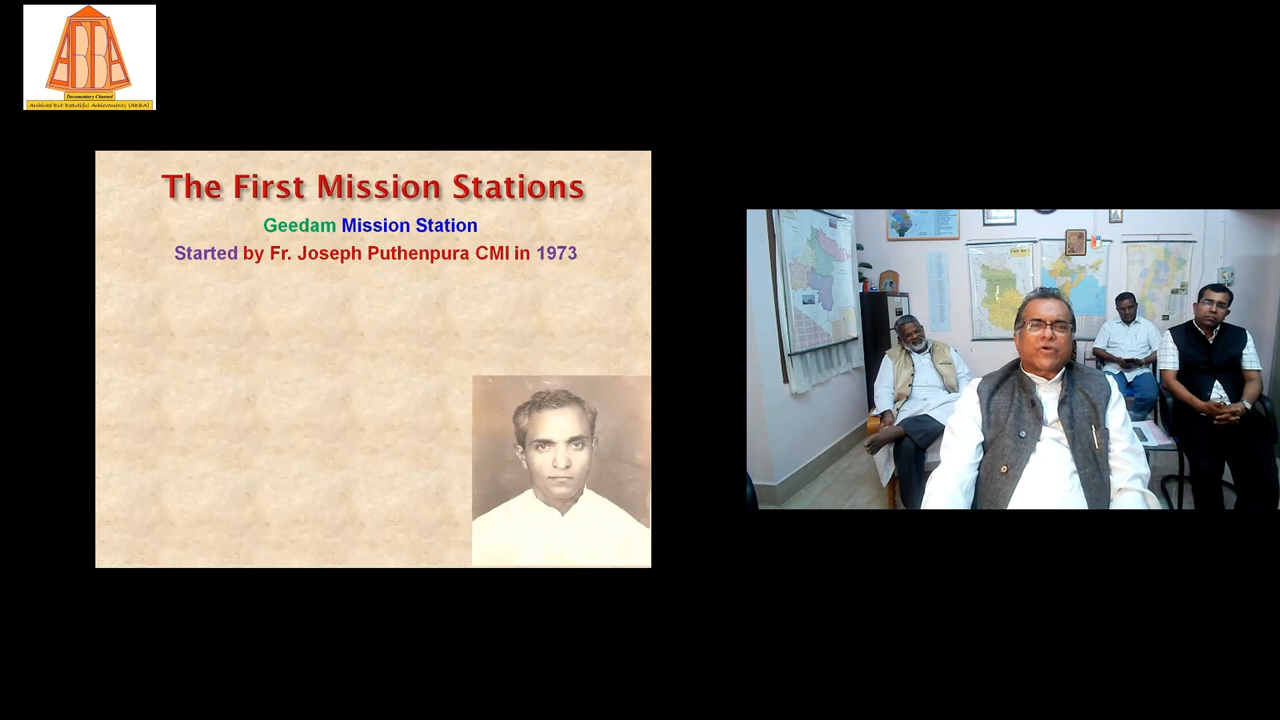 ABBA
Documentary Channel
Archived but Beautiful Achievements (ABBA)
The First Mission Stations
Geedam Mission Station
Started by Fr. Joseph Puthenpura CMI in 1973